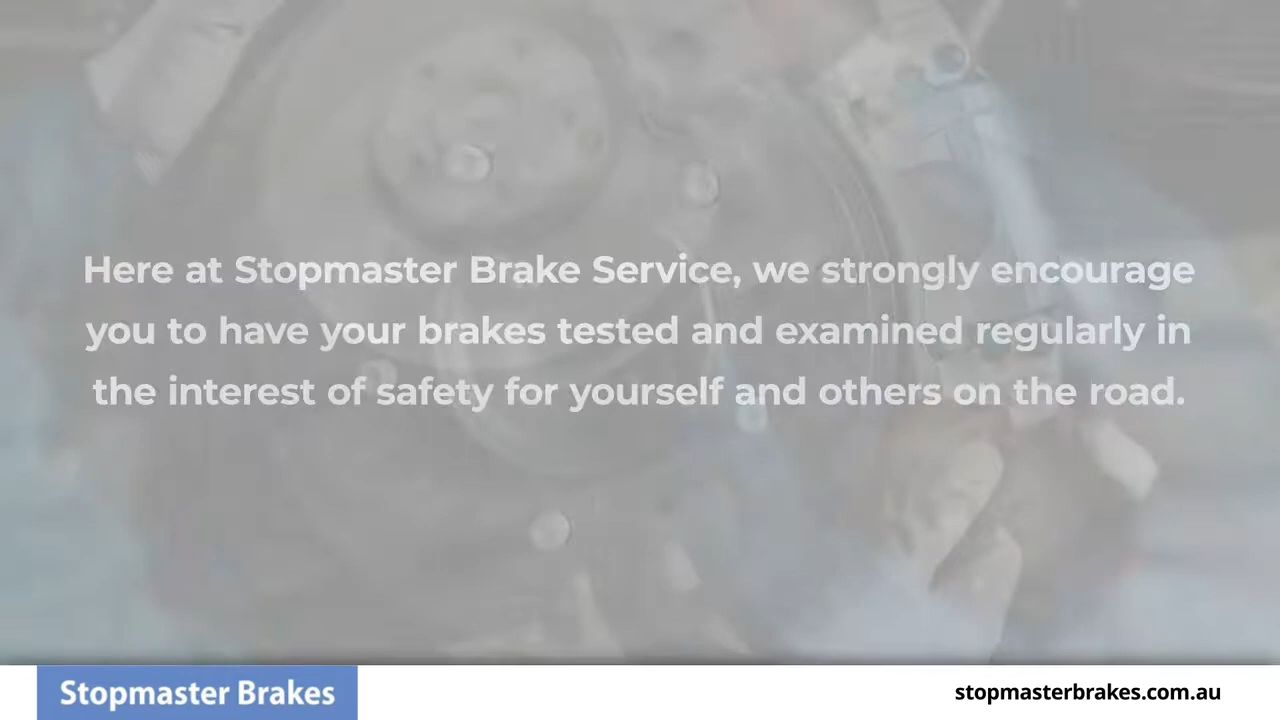 Here at Stopmaster Brake Service, we strongly encourage
you to have your brakes tested and examined regularly in
the interest of safety for yourself and others on the road.
Stopmaster Brakes
stopmasterbrakes.com.au